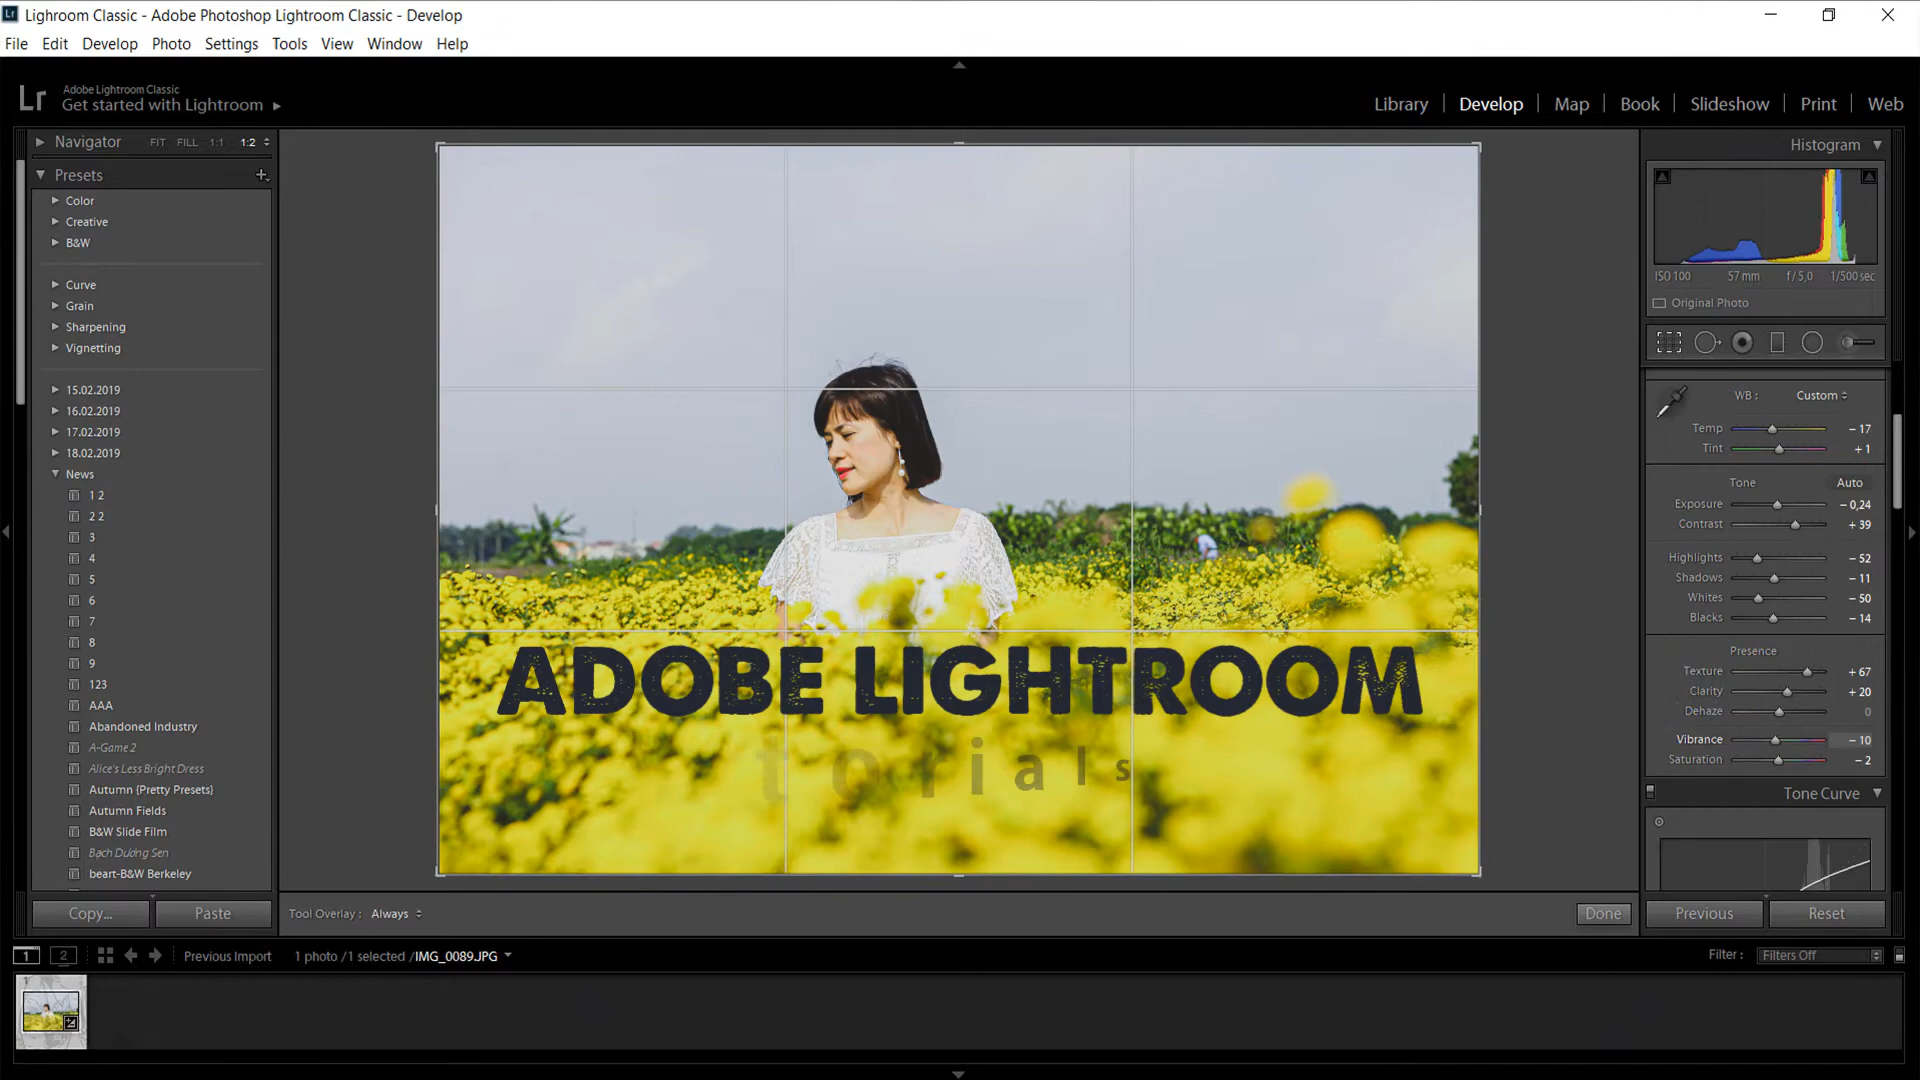 Lighroom Classic - Adobe Photoshop Lightroom Classic - Develop
File Edit Develop Photo Settings Tools View Window Help
Lr
Adobe Lightroom Classic
Get started with Lightroom
Library Develop Map Book Slideshow Print Web
Navigator FIT FILL 1:1 1:2
Presets
Color
Creative
B&W
Curve
Grain
Sharpening
Vignetting
15.02.2019
16.02.2019
17.02.2019
18.02.2019
News
1 2
2 2
3
4
5
6
7
8
9
123
AAA
Abandoned Industry
A-Game 2
Alice's Less Bright Dress
Autumn {Pretty Presets}
Autumn Fields
B&W Slide Film
Bạch Dương Sen
beart-B&W Berkeley
Copy... Paste
ADOBE LIGHTROOM
torials
Tool Overlay : Always
Done
Histogram
ISO 100 57 mm f / 5,0 1/500 sec
Original Photo
WB : Custom
Temp – 17
Tint + 1
Tone Auto
Exposure – 0,24
Contrast + 39
Highlights – 52
Shadows – 11
Whites – 50
Blacks – 14
Presence
Texture + 67
Clarity + 20
Dehaze 0
Vibrance – 10
Saturation – 2
Tone Curve
Previous Reset
1 2 Previous Import 1 photo /1 selected /IMG_0089.JPG
Filter : Filters Off
1